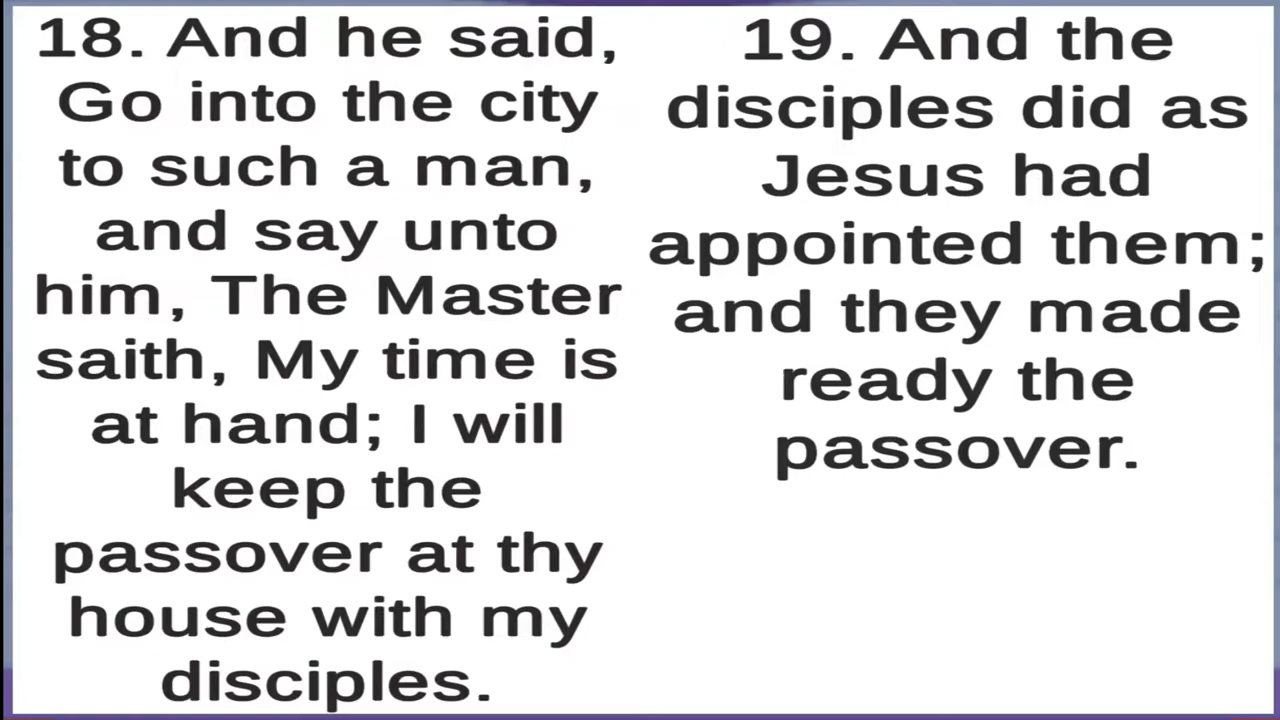 18. And he said,
Go into the city
to such a man,
and say unto
him, The Master
saith, My time is
at hand; I will
keep the
passover at thy
house with my
disciples.
19. And the
disciples did as
Jesus had
appointed them;
and they made
ready the
passover.